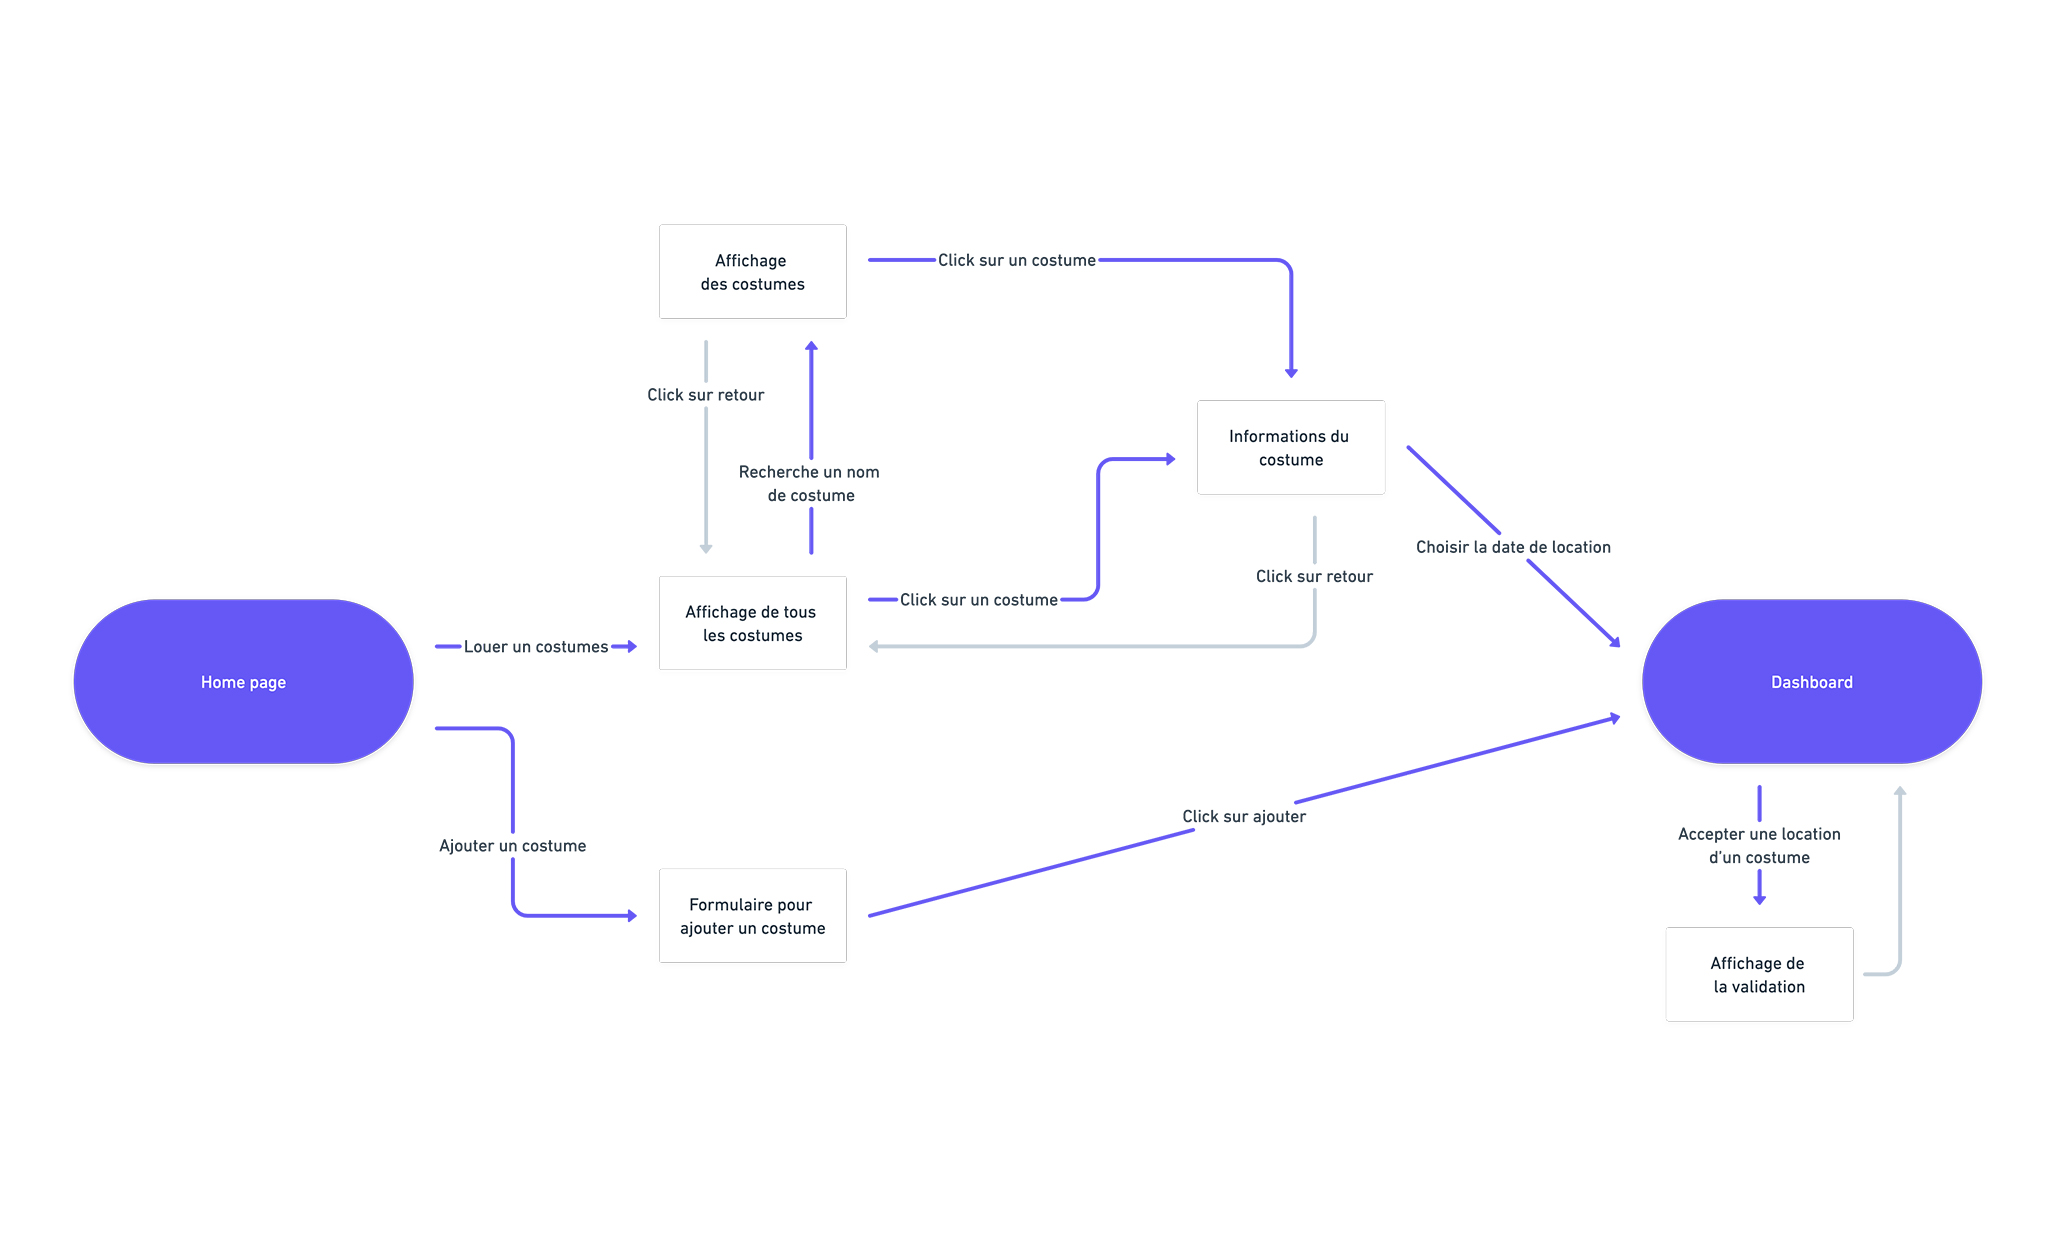 Affichage
des costumes
Click sur un costume
Click sur retour
Recherche un nom
de costume
Informations du
costume
Choisir la date de location
Click sur retour
Affichage de tous
les costumes
Click sur un costume
Louer un costumes
Home page
Dashboard
Ajouter un costume
Click sur ajouter
Accepter une location
d'un costume
Formulaire pour
ajouter un costume
Affichage de
la validation